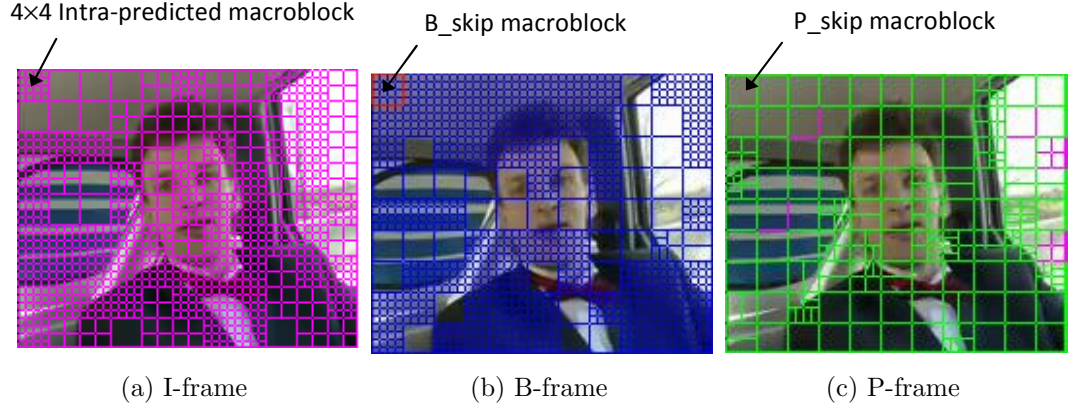 4×4 Intra-predicted macroblock
B_skip macroblock
P_skip macroblock
(a) I-frame
(b) B-frame
(c) P-frame